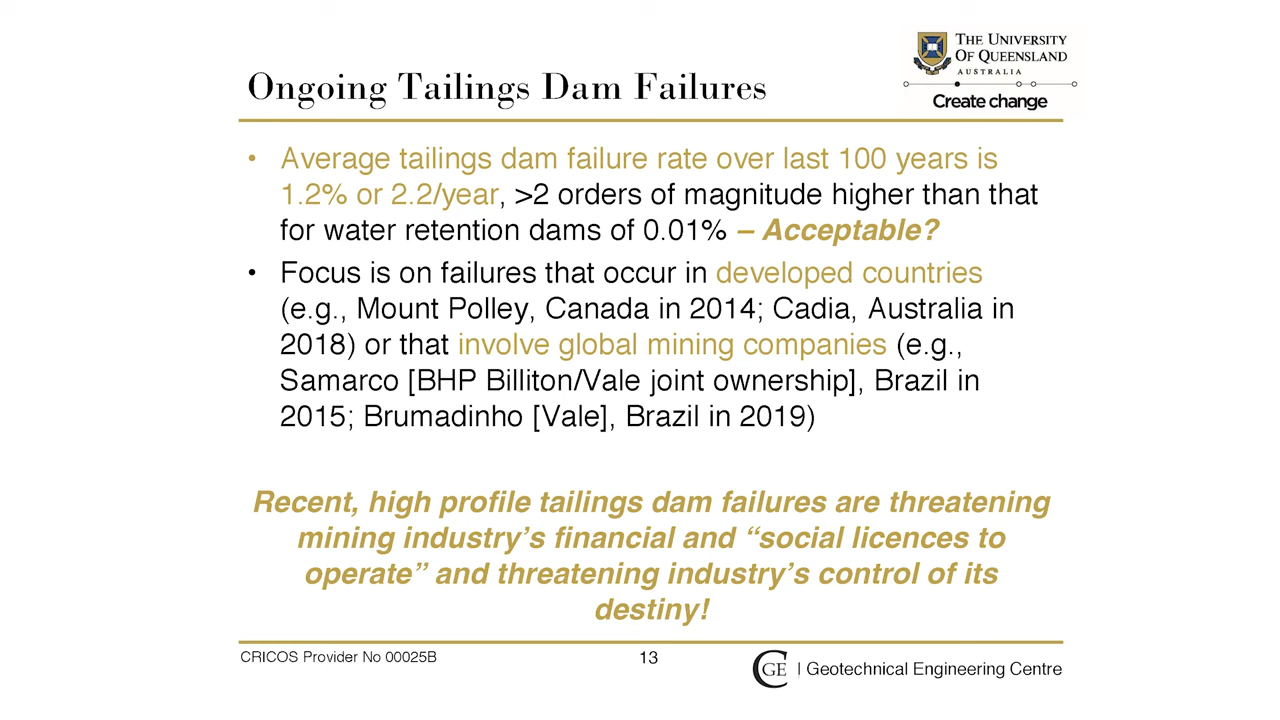 THE UNIVERSITY
OF QUEENSLAND
AUSTRALIA
Create change
Ongoing Tailings Dam Failures
• Average tailings dam failure rate over last 100 years is
1.2% or 2.2/year, >2 orders of magnitude higher than that
for water retention dams of 0.01% – Acceptable?
• Focus is on failures that occur in developed countries
(e.g., Mount Polley, Canada in 2014; Cadia, Australia in
2018) or that involve global mining companies (e.g.,
Samarco [BHP Billiton/Vale joint ownership], Brazil in
2015; Brumadinho [Vale], Brazil in 2019)
Recent, high profile tailings dam failures are threatening
mining industry’s financial and “social licences to
operate” and threatening industry’s control of its
destiny!
CRICOS Provider No 00025B
13
CGE | Geotechnical Engineering Centre